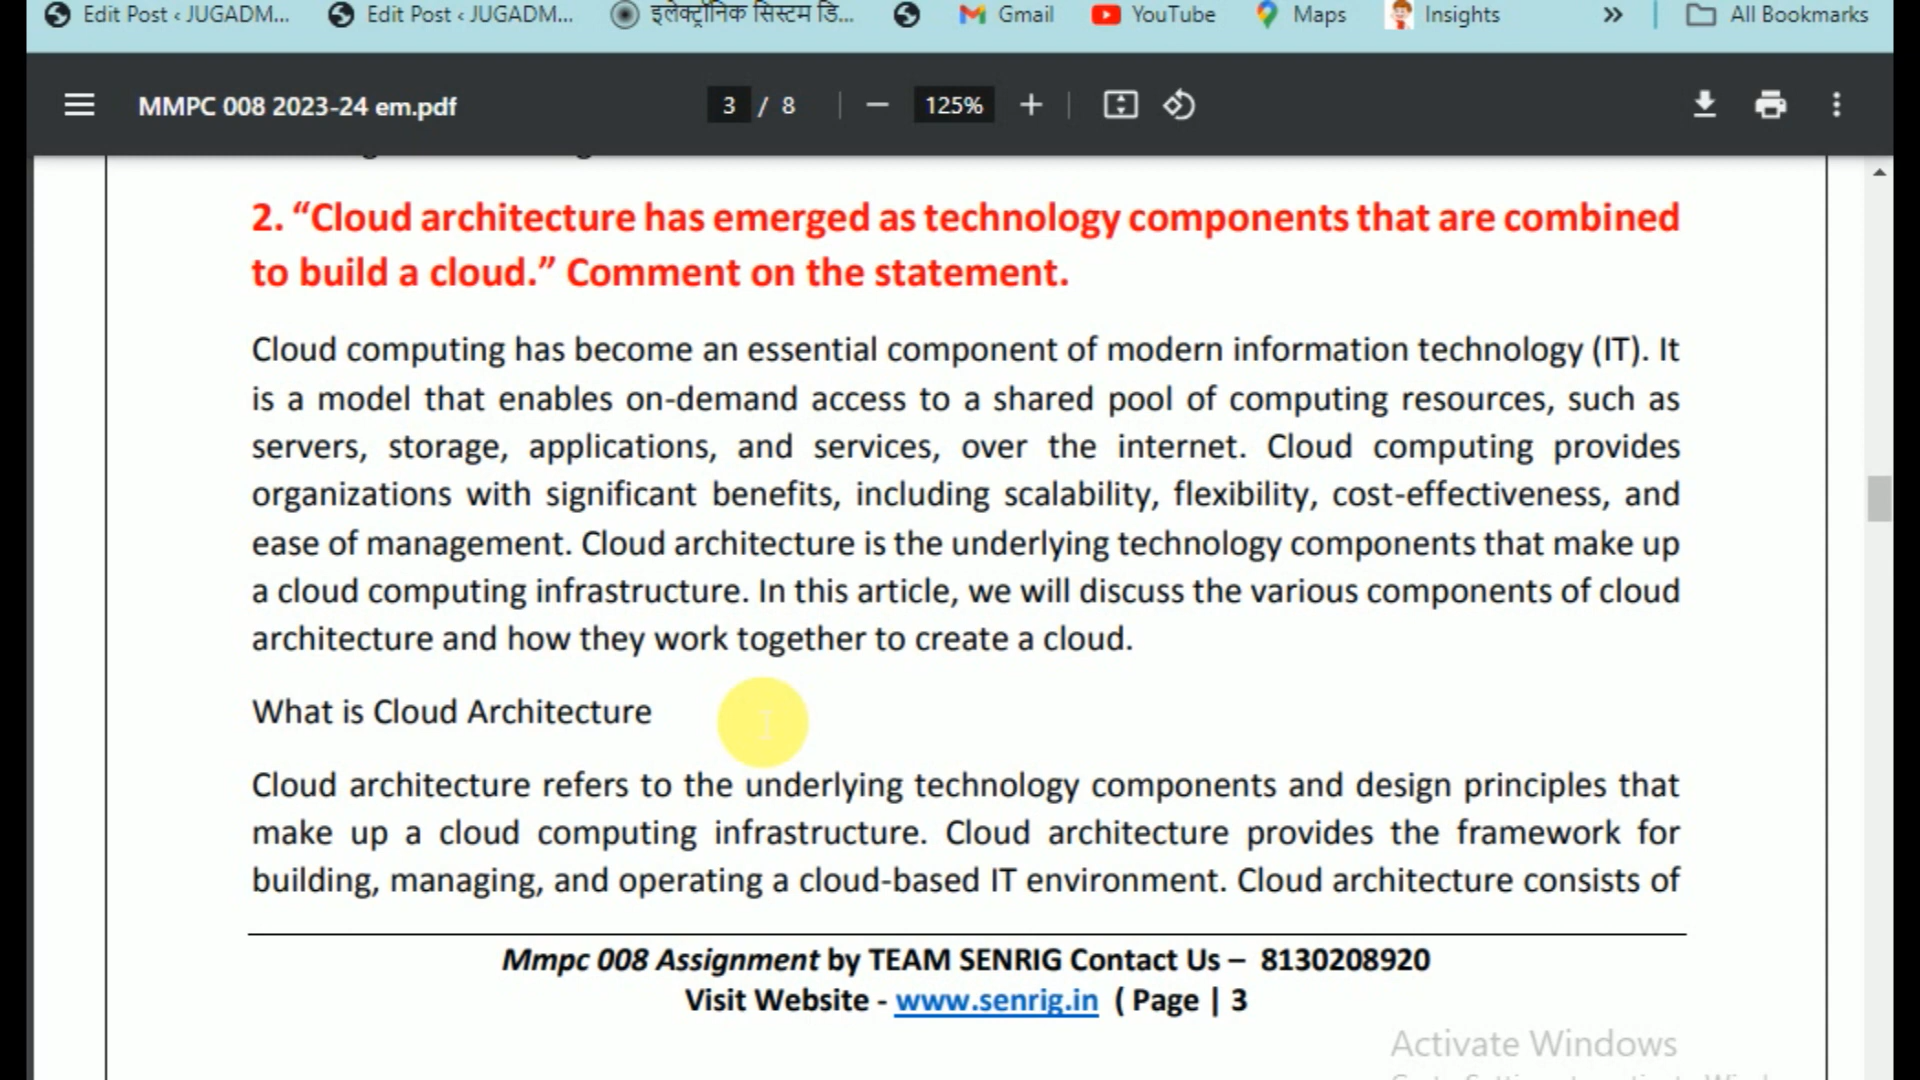 Edit Post ‹ JUGADM... Edit Post ‹ JUGADM... इलेक्ट्रॉनिक सिस्टम डि... Gmail YouTube Maps Insights » All Bookmarks
MMPC 008 2023-24 em.pdf 3 / 8 − 125% +
2. “Cloud architecture has emerged as technology components that are combined
to build a cloud.” Comment on the statement.
Cloud computing has become an essential component of modern information technology (IT). It
is a model that enables on-demand access to a shared pool of computing resources, such as
servers, storage, applications, and services, over the internet. Cloud computing provides
organizations with significant benefits, including scalability, flexibility, cost-effectiveness, and
ease of management. Cloud architecture is the underlying technology components that make up
a cloud computing infrastructure. In this article, we will discuss the various components of cloud
architecture and how they work together to create a cloud.
What is Cloud Architecture
Cloud architecture refers to the underlying technology components and design principles that
make up a cloud computing infrastructure. Cloud architecture provides the framework for
building, managing, and operating a cloud-based IT environment. Cloud architecture consists of
Mmpc 008 Assignment by TEAM SENRIG Contact Us – 8130208920
Visit Website - www.senrig.in ( Page | 3
Activate Windows